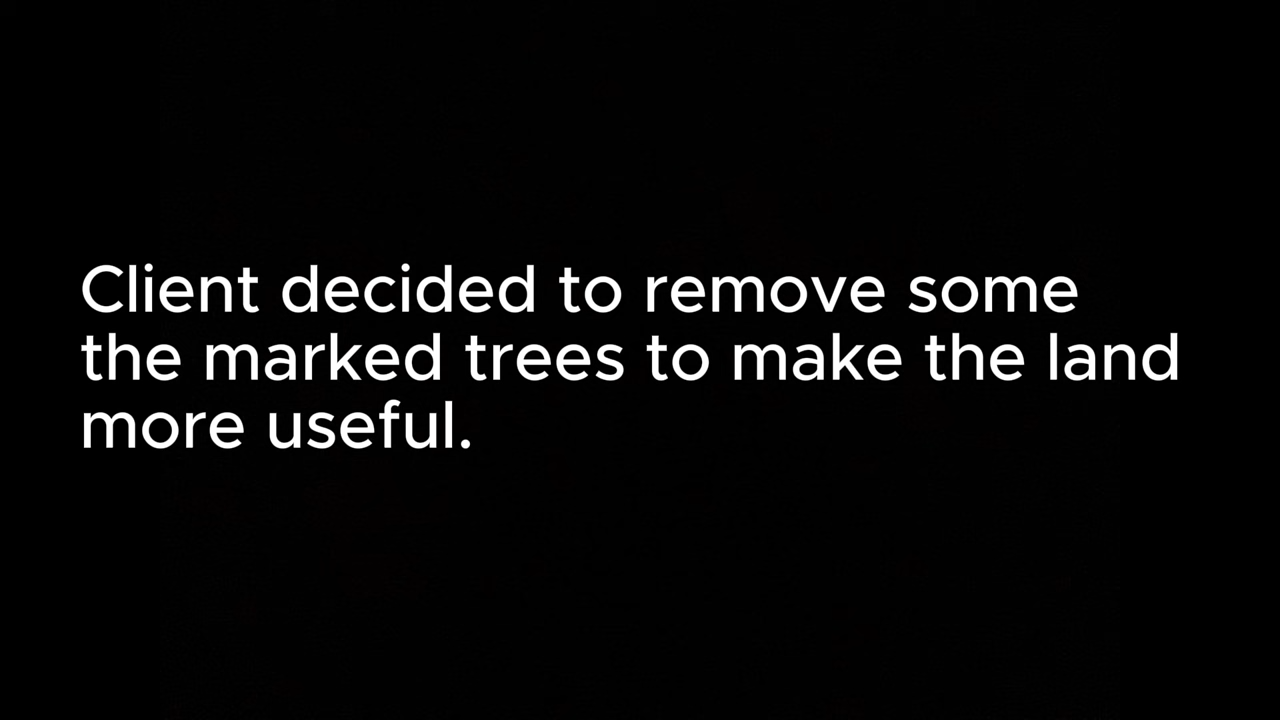 Client decided to remove some
the marked trees to make the land
more useful.